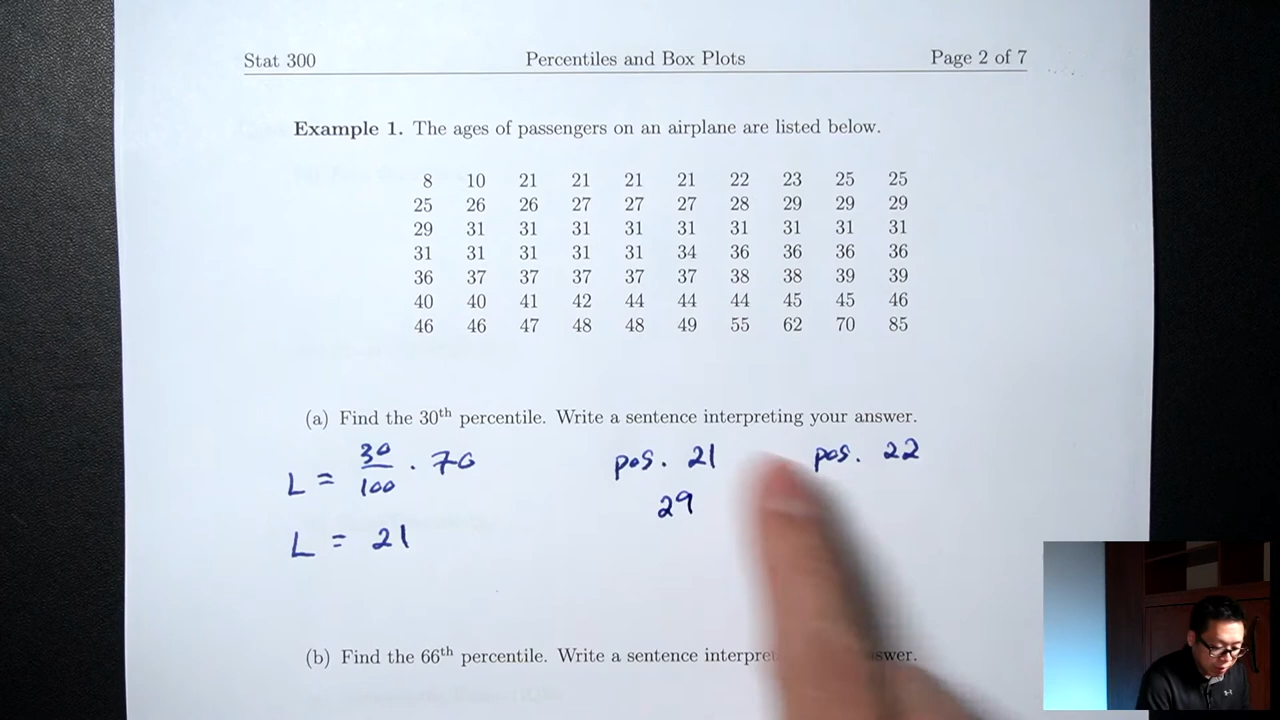 Stat 300 Percentiles and Box Plots Page 2 of 7
Example 1. The ages of passengers on an airplane are listed below.
8 10 21 21 21 21 22 23 25 25
25 26 26 27 27 27 28 29 29 29
29 31 31 31 31 31 31 31 31 31
31 31 31 31 31 34 36 36 36 36
36 37 37 37 37 37 38 38 39 39
40 40 41 42 44 44 44 45 45 46
46 46 47 48 48 49 55 62 70 85
(a) Find the 30th percentile. Write a sentence interpreting your answer.
L = 30/100 · 70 pos. 21 pos. 22
29
L = 21
(b) Find the 66th percentile. Write a sentence interpre swer.